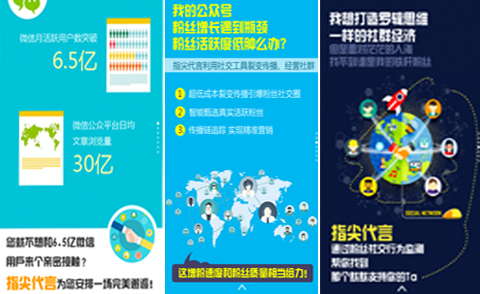 微信月活跃用户数突破
6.5亿
微信公众平台日均
文章浏览量
30亿
您就不想和6.5亿微信
用户来个亲密接触?
指尖代言为您安排一场完美邂逅!
我的公众号
粉丝增长遇到瓶颈
粉丝活跃度低肿么办?
指尖代言利用社交工具裂变传播、经营社群
1 超低成本裂变传播引爆粉丝社交圈
2 智能甄选真实活跃粉丝
3 传播链追踪 实现精准营销
这增粉速度和粉丝质量相当给力!
我想打造罗辑思维
一样的社群经济
但是面对茫茫的人海
找不到谁是我的铁杆粉丝
SOCIAL NETWORK
指尖代言
通过粉丝社交行为监测
帮您找到
那个默默支持你的Ta